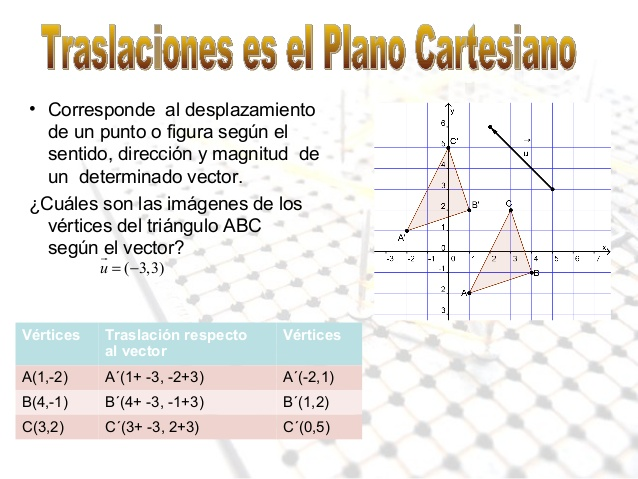 Traslaciones es el Plano Cartesiano
• Corresponde al desplazamiento
de un punto o figura según el
sentido, dirección y magnitud de
un determinado vector.
¿Cuáles son las imágenes de los
vértices del triángulo ABC
según el vector?
u⃗ = (−3,3)
y
6
5
4
3
2
1
-1
-2
3
-3 -2 -1 0 1 2 3 4 5 6 7
x
C'
B'
A'
u⃗
C
B
A
Vértices Traslación respecto al vector Vértices
A(1,-2) A´(1+ -3, -2+3) A´(-2,1)
B(4,-1) B´(4+ -3, -1+3) B´(1,2)
C(3,2) C´(3+ -3, 2+3) C´(0,5)